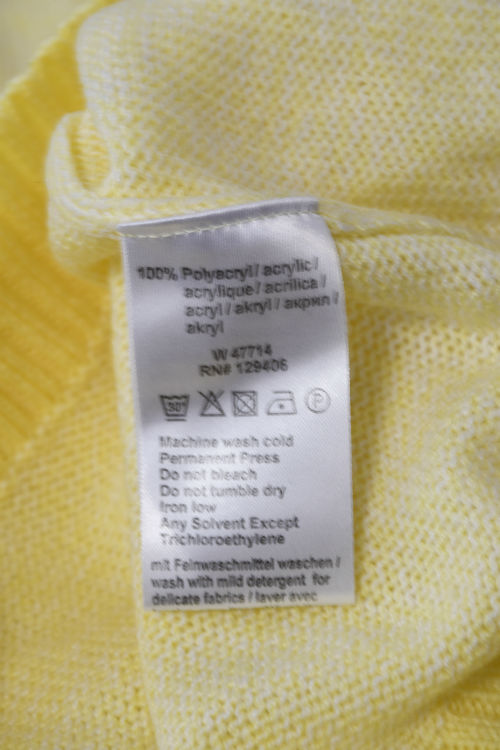 100% Polyacryl / acrylic /
acrylique / acrilica /
acryl / akryl / акрил /
akryl
W 47714
RN# 129406
30° P
Machine wash cold
Permanent Press
Do not bleach
Do not tumble dry
Iron low
Any Solvent Except
Trichloroethylene
mit Feinwaschmittel waschen /
wash with mild detergent for
delicate fabrics / laver avec